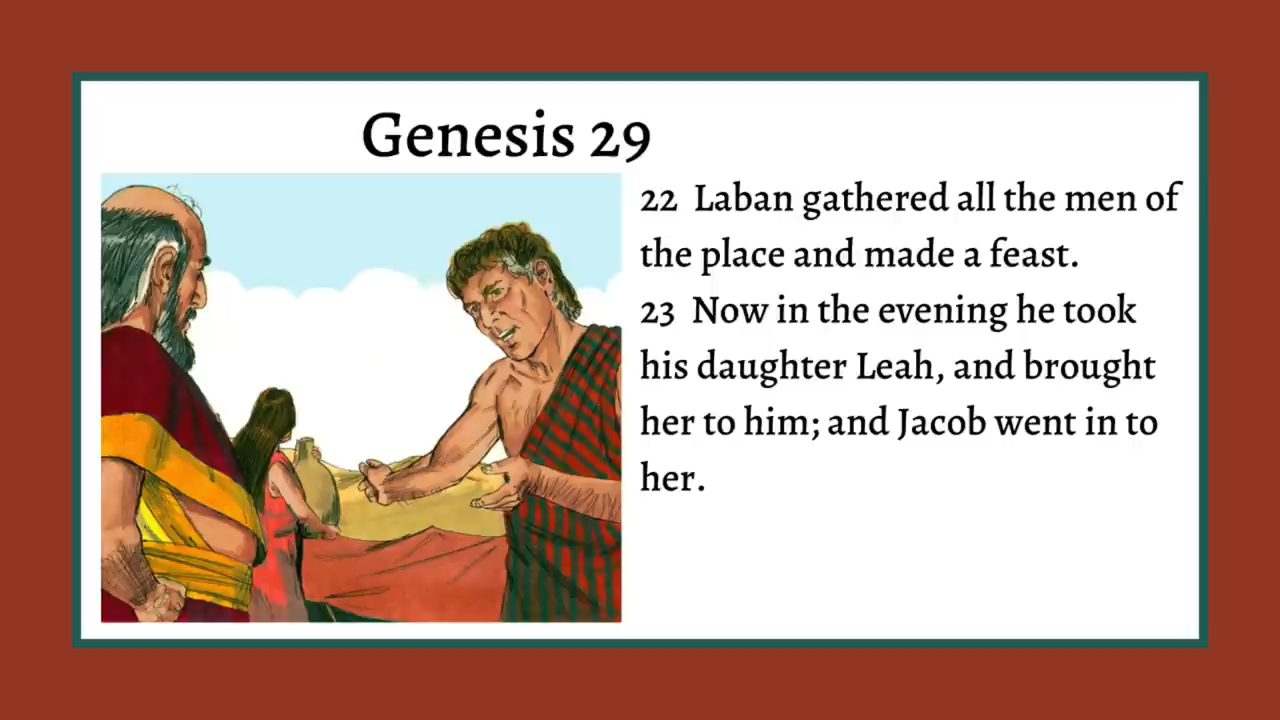 Genesis 29
22 Laban gathered all the men of
the place and made a feast.
23 Now in the evening he took
his daughter Leah, and brought
her to him; and Jacob went in to
her.